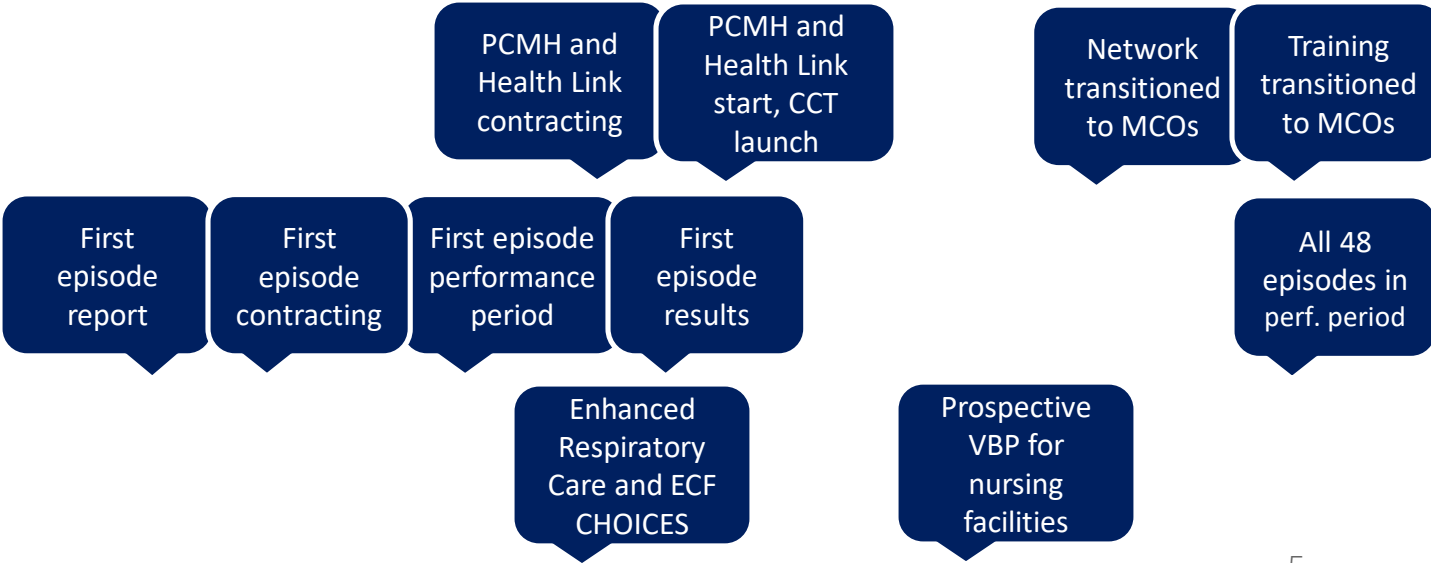 PCMH and
Health Link
contracting
PCMH and
Health Link
start, CCT
launch
Network
transitioned
to MCOs
Training
transitioned
to MCOs
First
episode
report
First
episode
contracting
First episode
performance
period
First
episode
results
All 48
episodes in
perf. period
Enhanced
Respiratory
Care and ECF
CHOICES
Prospective
VBP for
nursing
facilities